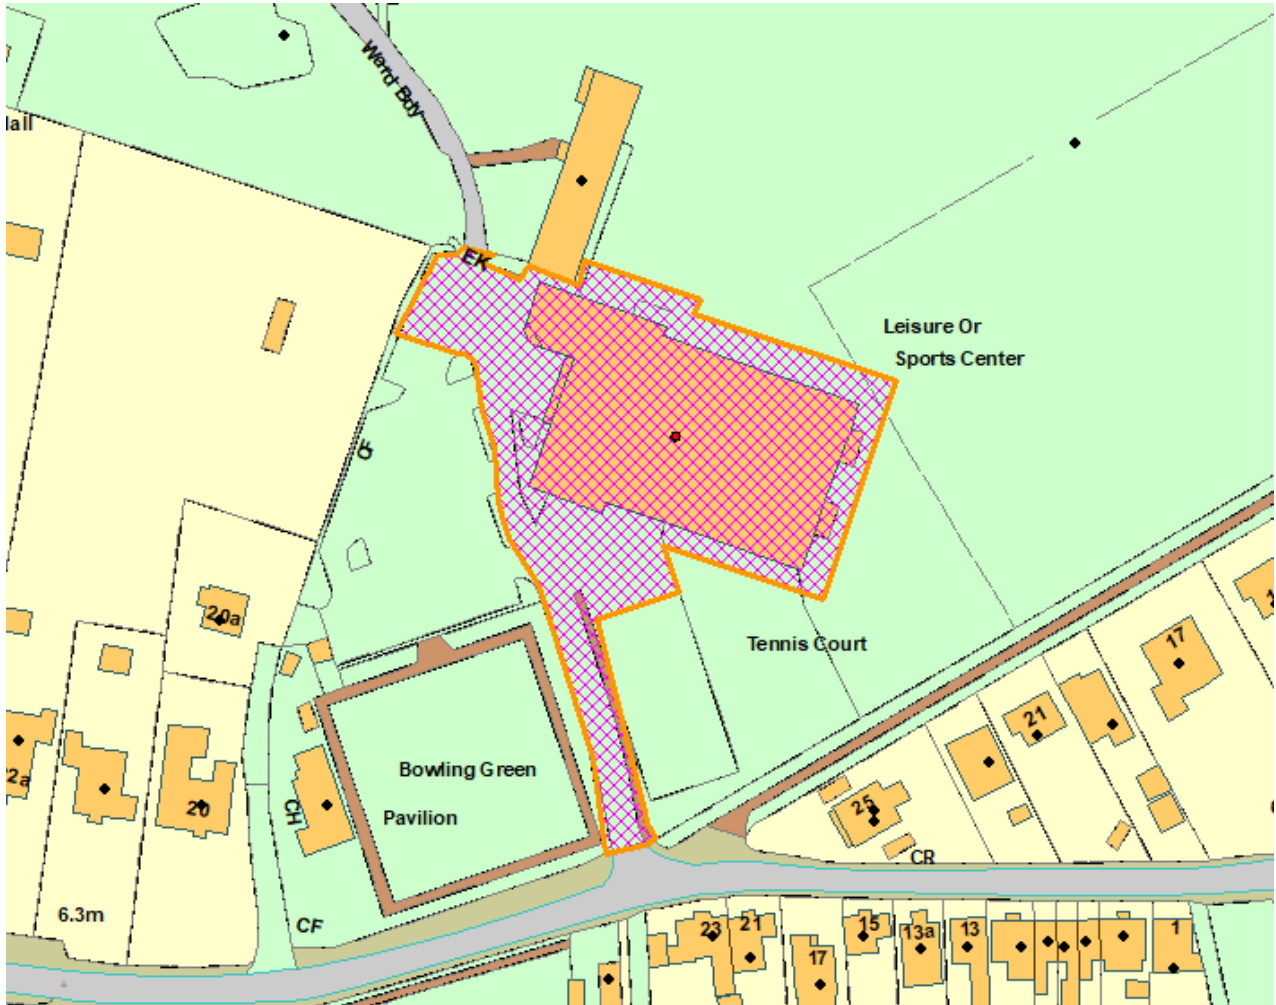 Ward Bdy
EK
Leisure Or
Sports Center
CF
20a
17
Tennis Court
21
Bowling Green
2a
20
CH
Pavilion
25
CR
6.3m
CF
23
21
15
13a
13
1
17